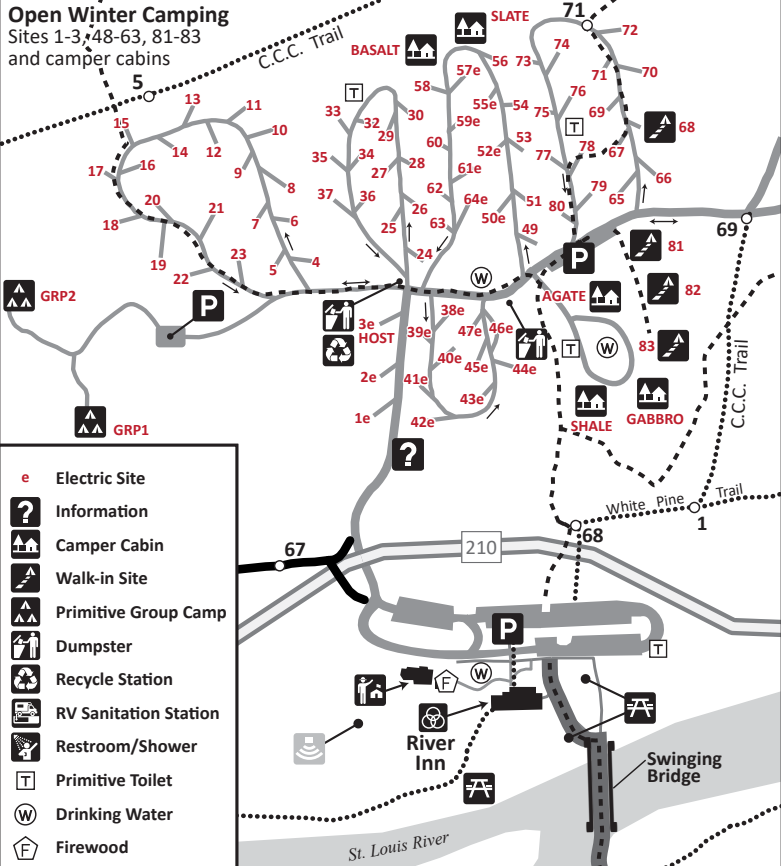 Open Winter Camping
Sites 1-3, 48-63, 81-83
and camper cabins
C.C.C. Trail
5
BASALT
SLATE
71
72
74
73
56
57e
58
70
71
76
55e
54
75
69
T
13
11
15
33
32
30
59e
10
29
T
68
14
12
60
53
78
67
16
35
34
28
52e
77
17
9
27
61e
66
8
37
36
62
79
65
20
26
64e
51
80
21
7
6
25
63
50e
18
49
69
19
23
24
P
81
22
5
4
W
GRP2
P
AGATE
82
3e
HOST
38e
39e
47e
46e
T
W
83
40e
45e
44e
2e
41e
43e
C.C.C. Trail
1e
42e
SHALE
GABBRO
GRP1
?
e Electric Site
? Information
Camper Cabin
Walk-in Site
Primitive Group Camp
Dumpster
Recycle Station
RV Sanitation Station
Restroom/Shower
T Primitive Toilet
W Drinking Water
F Firewood
White Pine Trail
68
1
67
210
P
T
F
W
River
Inn
Swinging
Bridge
St. Louis River